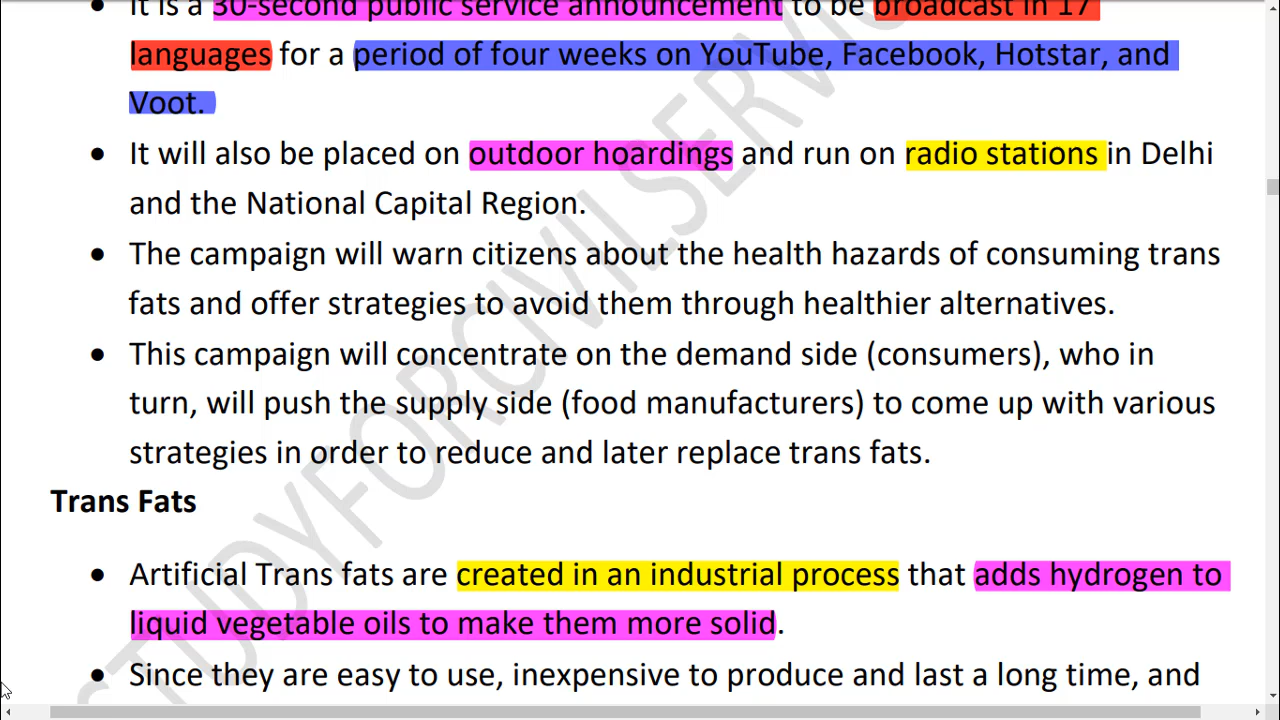 It is a 30-second public service announcement to be broadcast in 17
languages for a period of four weeks on YouTube, Facebook, Hotstar, and
Voot.
It will also be placed on outdoor hoardings and run on radio stations in Delhi
and the National Capital Region.
The campaign will warn citizens about the health hazards of consuming trans
fats and offer strategies to avoid them through healthier alternatives.
This campaign will concentrate on the demand side (consumers), who in
turn, will push the supply side (food manufacturers) to come up with various
strategies in order to reduce and later replace trans fats.
Trans Fats
Artificial Trans fats are created in an industrial process that adds hydrogen to
liquid vegetable oils to make them more solid.
Since they are easy to use, inexpensive to produce and last a long time, and
STUDYFORCIVILSERVIC